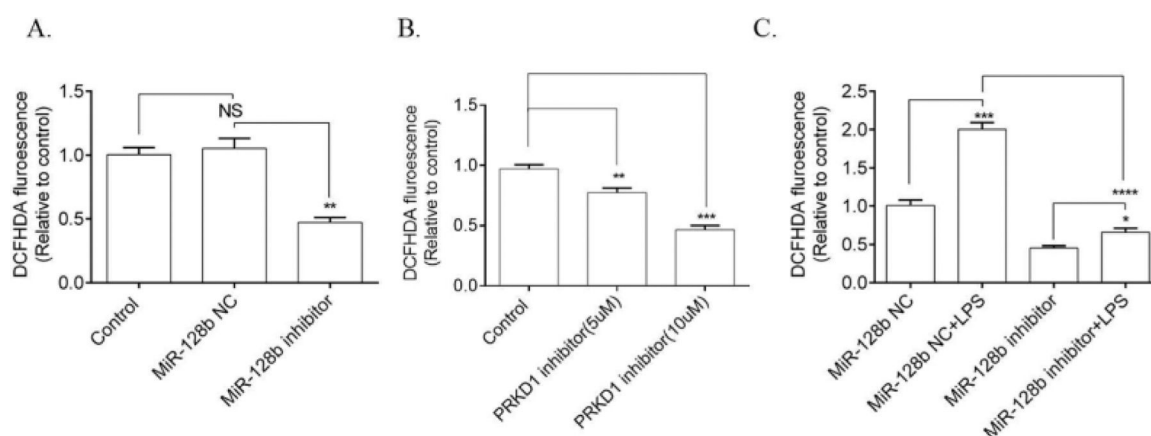 A.
DCFHDA fluroescence
(Relative to control)
1.5
1.0
0.5
0.0
NS
**
Control
MiR-128b NC
MiR-128b inhibitor
B.
DCFHDA fluroescence
(Relative to control)
1.5
1.0
0.5
0.0
**
***
Control
PRKD1 inhibitor(5uM)
PRKD1 inhibitor(10uM)
C.
DCFHDA fluroescence
(Relative to control)
2.5
2.0
1.5
1.0
0.5
0.0
***
****
*
MiR-128b NC
MiR-128b NC+LPS
MiR-128b inhibitor
MiR-128b inhibitor+LPS